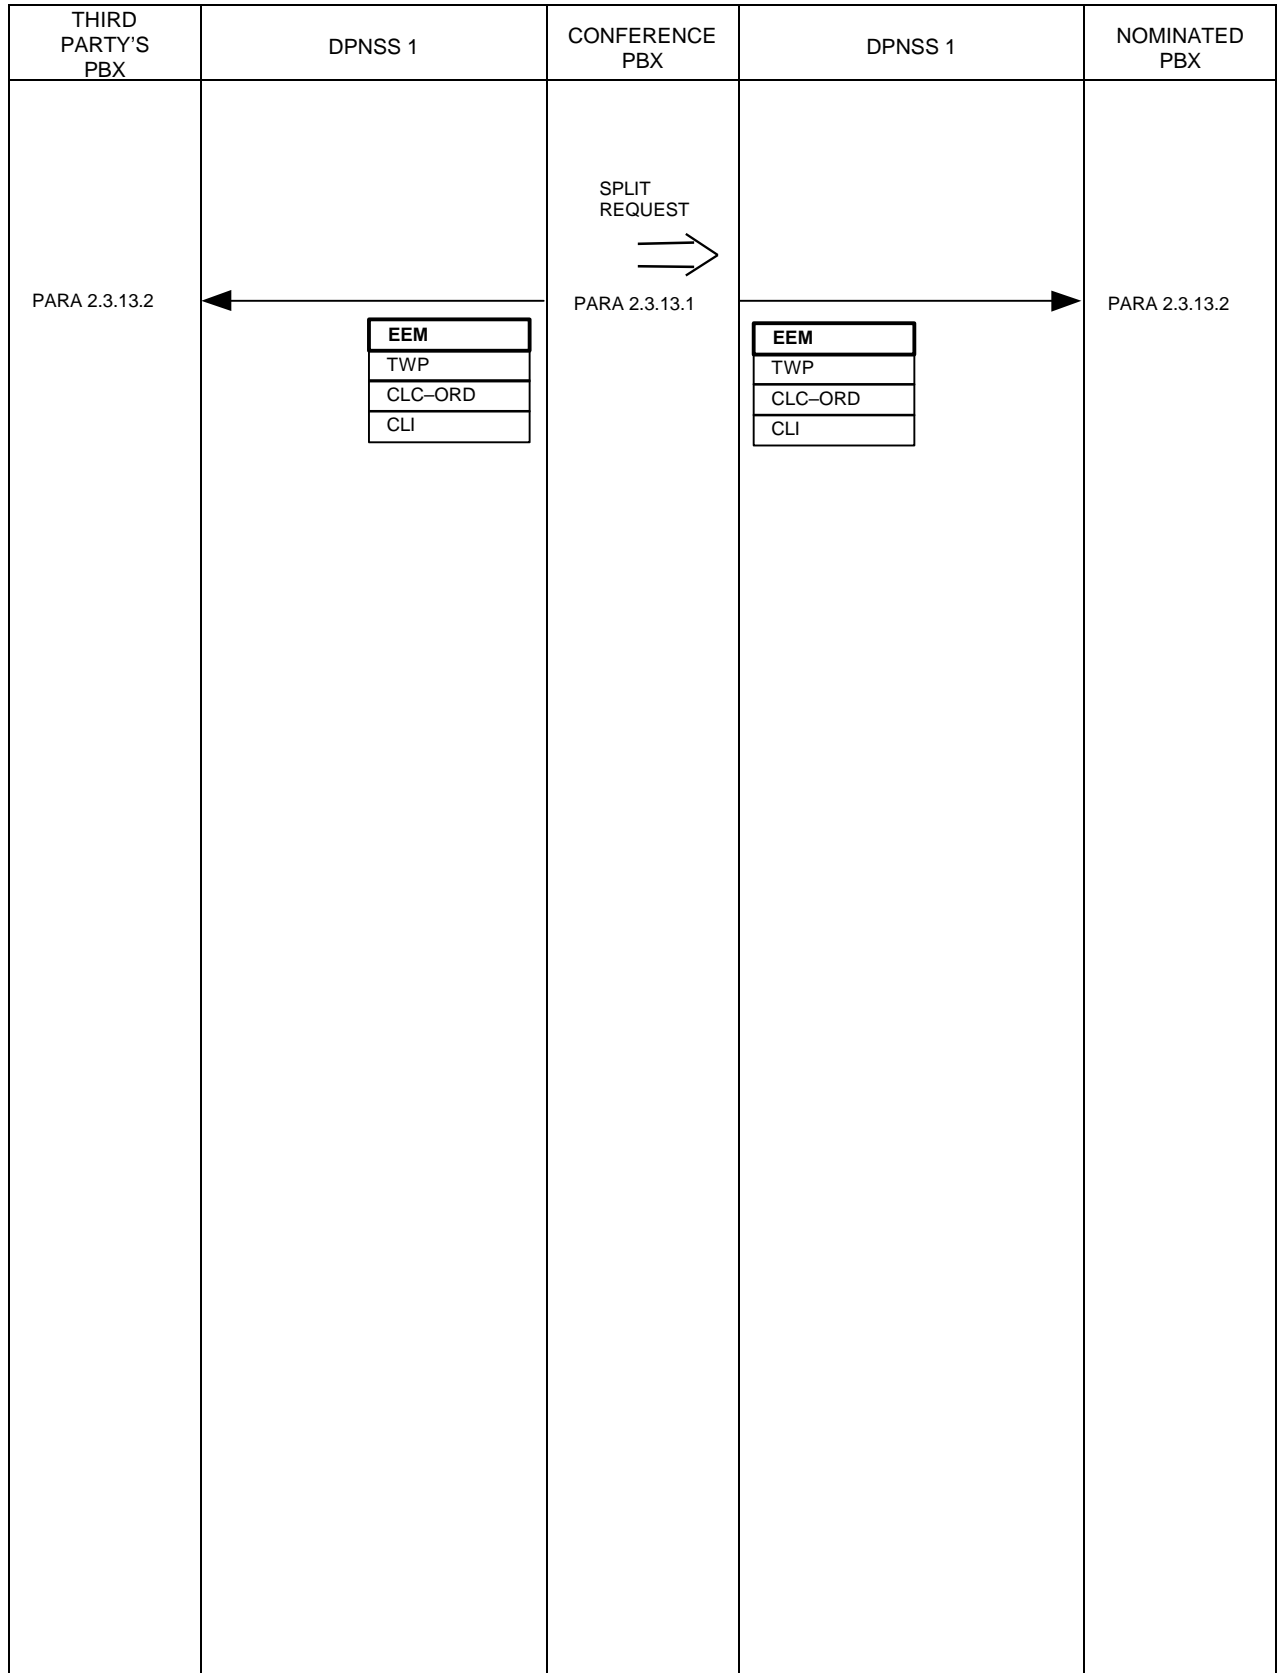 THIRD
PARTY’S
PBX
DPNSS 1
CONFERENCE
PBX
DPNSS 1
NOMINATED
PBX
SPLIT
REQUEST
PARA 2.3.13.2
PARA 2.3.13.1
PARA 2.3.13.2
EEM
TWP
CLC–ORD
CLI
EEM
TWP
CLC–ORD
CLI